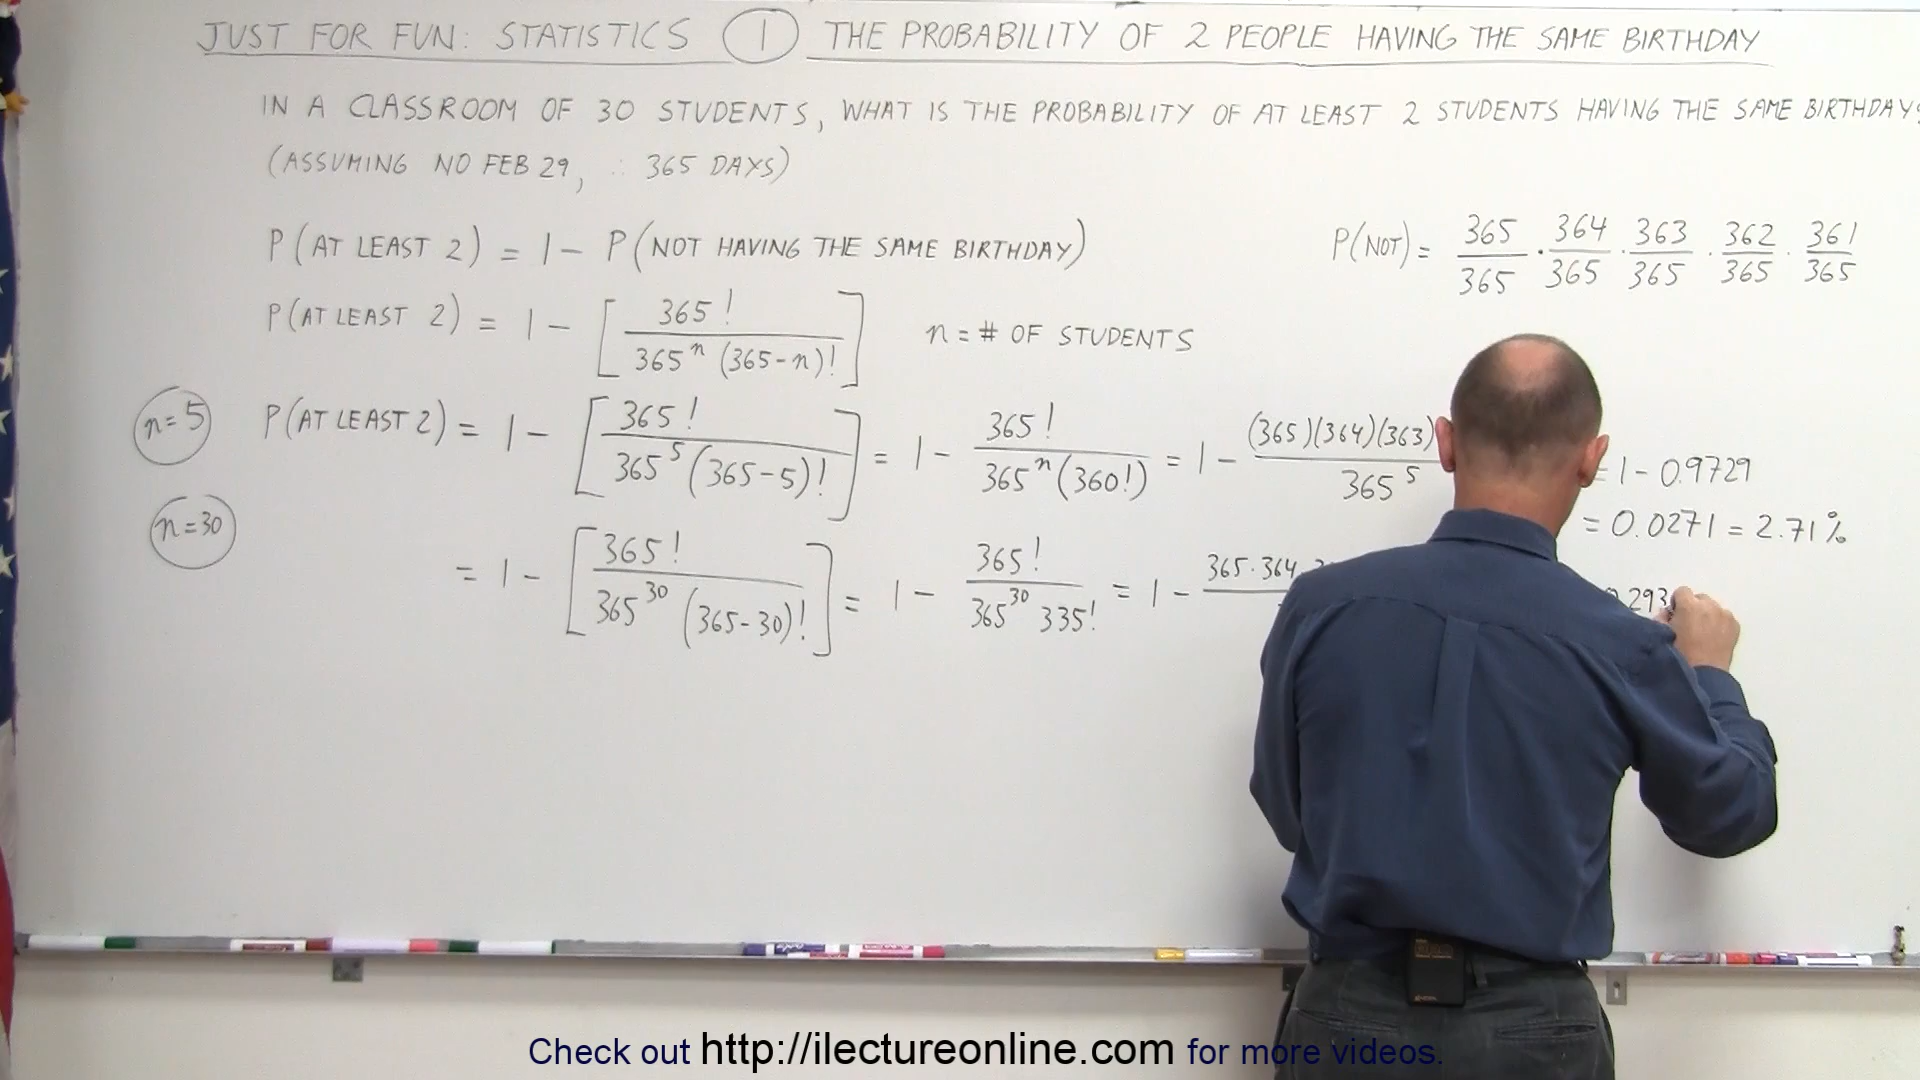 JUST FOR FUN: STATISTICS 1 THE PROBABILITY OF 2 PEOPLE HAVING THE SAME BIRTHDAY
IN A CLASSROOM OF 30 STUDENTS, WHAT IS THE PROBABILITY OF AT LEAST 2 STUDENTS HAVING THE SAME BIRTHDAY?
(ASSUMING NO FEB 29, ∴ 365 DAYS)
P(AT LEAST 2) = 1 - P(NOT HAVING THE SAME BIRTHDAY)
P(NOT) = 365/365 · 364/365 · 363/365 · 362/365 · 361/365
P(AT LEAST 2) = 1 - [365! / 365^n (365-n)!] n = # OF STUDENTS
n=5 P(AT LEAST 2) = 1 - [365! / 365^5 (365-5)!] = 1 - 365! / 365^n (360!) = 1 - (365)(364)(363) / 365^5 = 1 - 0.9729
= 0.0271 = 2.71%
n=30 = 1 - [365! / 365^30 (365-30)!] = 1 - 365! / 365^30 335! = 1 - 365·364· 0.293
Check out http://ilectureonline.com for more videos.